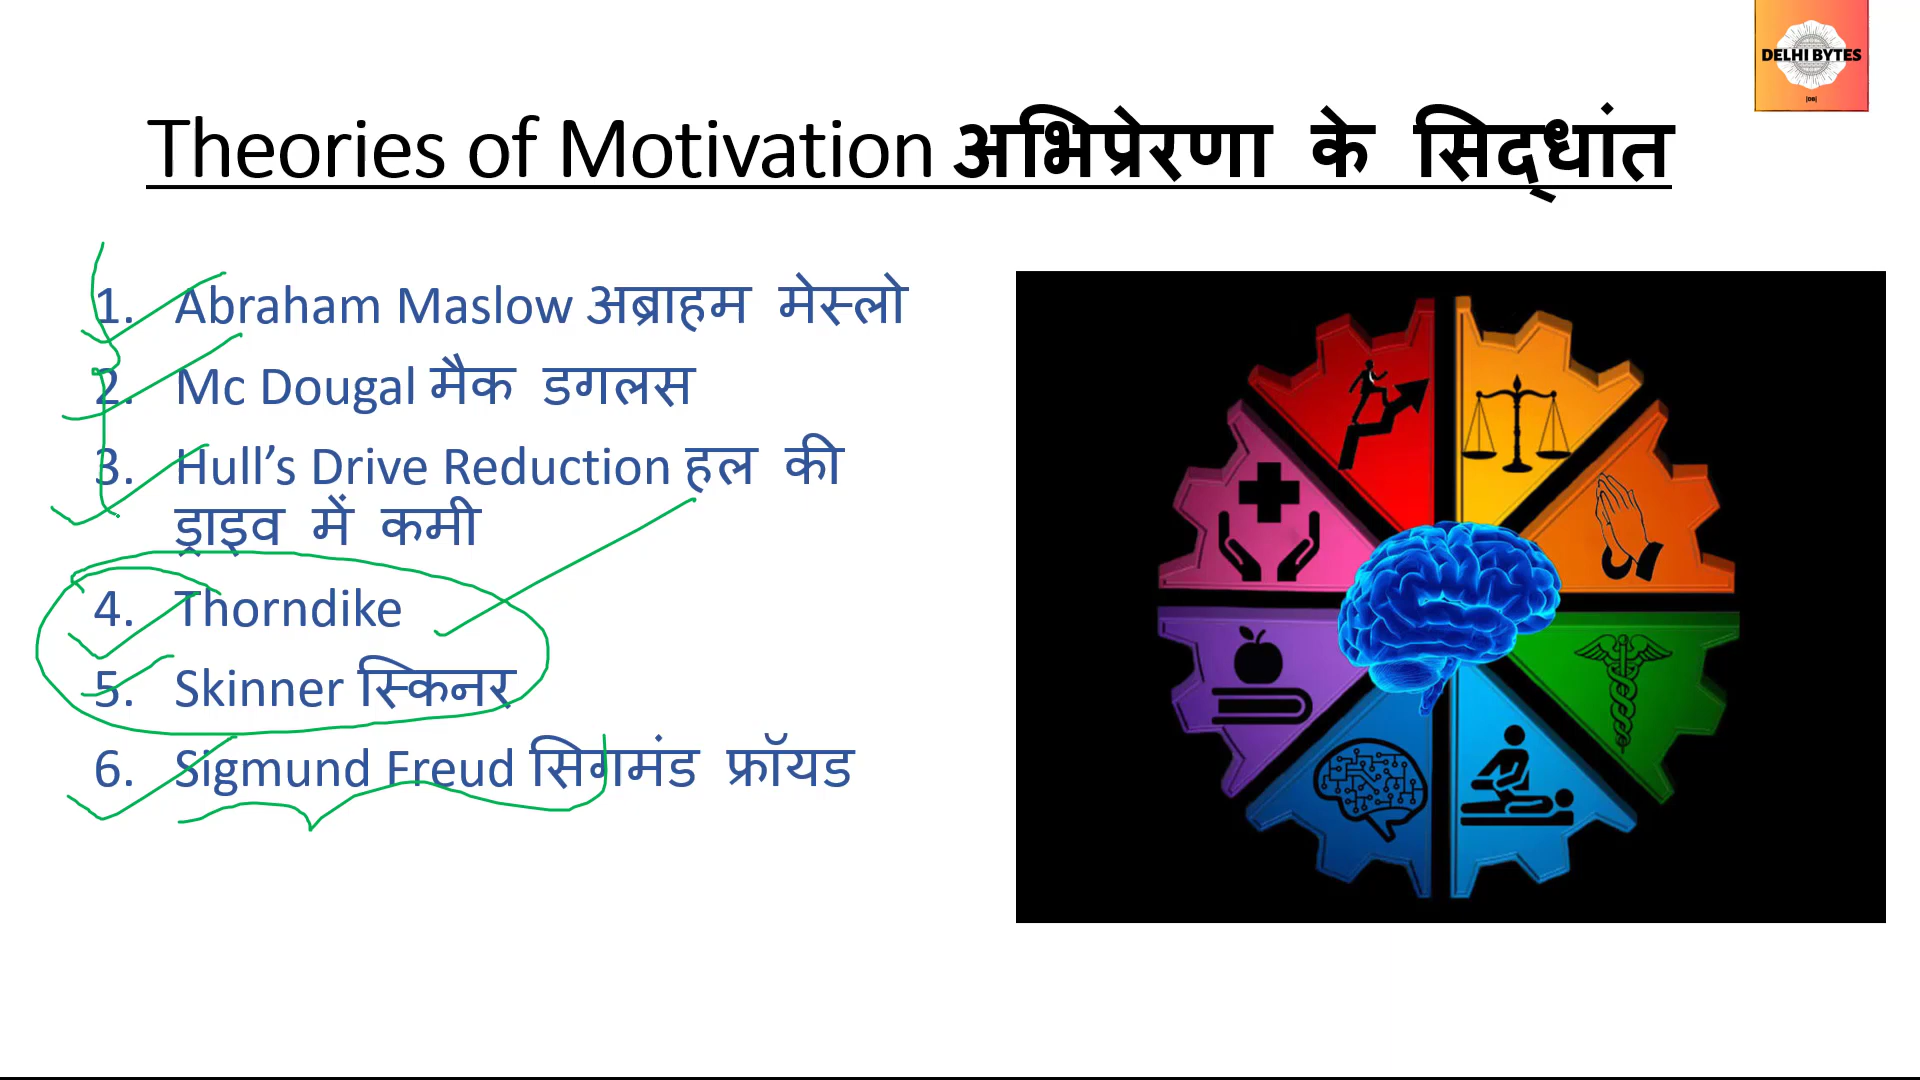 DELHI BYTES
|DB|
Theories of Motivation अभिप्रेरणा के सिद्धांत
1. Abraham Maslow अब्राहम मेस्लो
2. Mc Dougal मैक डगलस
3. Hull’s Drive Reduction हल की
ड्राइव में कमी
4. Thorndike
5. Skinner स्किनर
6. Sigmund Freud सिगमंड फ्रॉयड